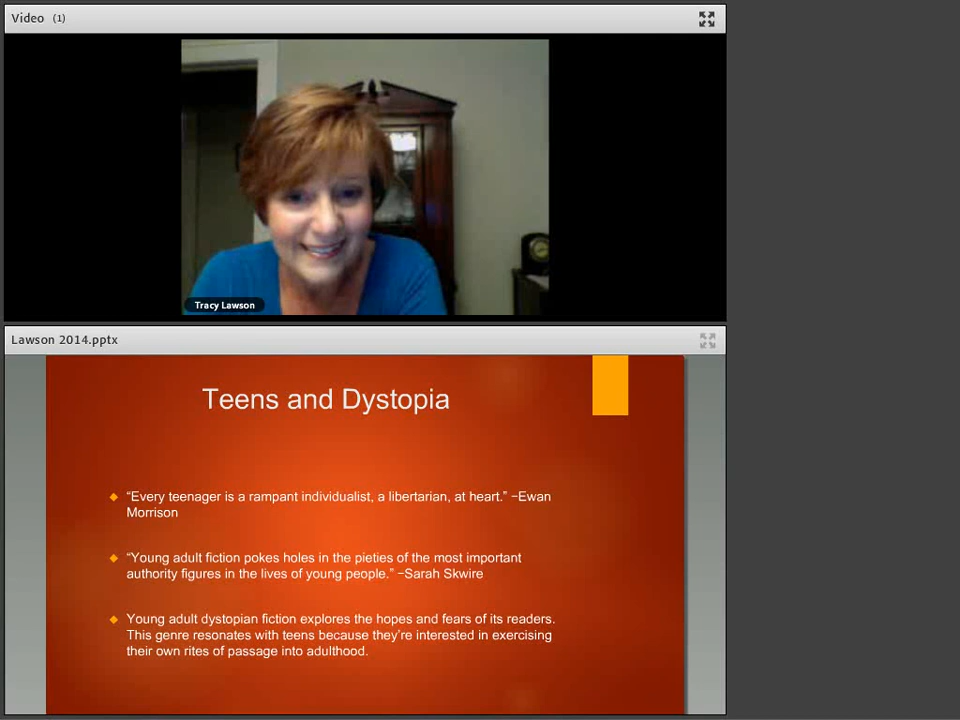 Video (1)
Tracy Lawson
Lawson 2014.pptx
Teens and Dystopia
“Every teenager is a rampant individualist, a libertarian, at heart.” −Ewan
Morrison
“Young adult fiction pokes holes in the pieties of the most important
authority figures in the lives of young people.” −Sarah Skwire
Young adult dystopian fiction explores the hopes and fears of its readers.
This genre resonates with teens because they’re interested in exercising
their own rites of passage into adulthood.